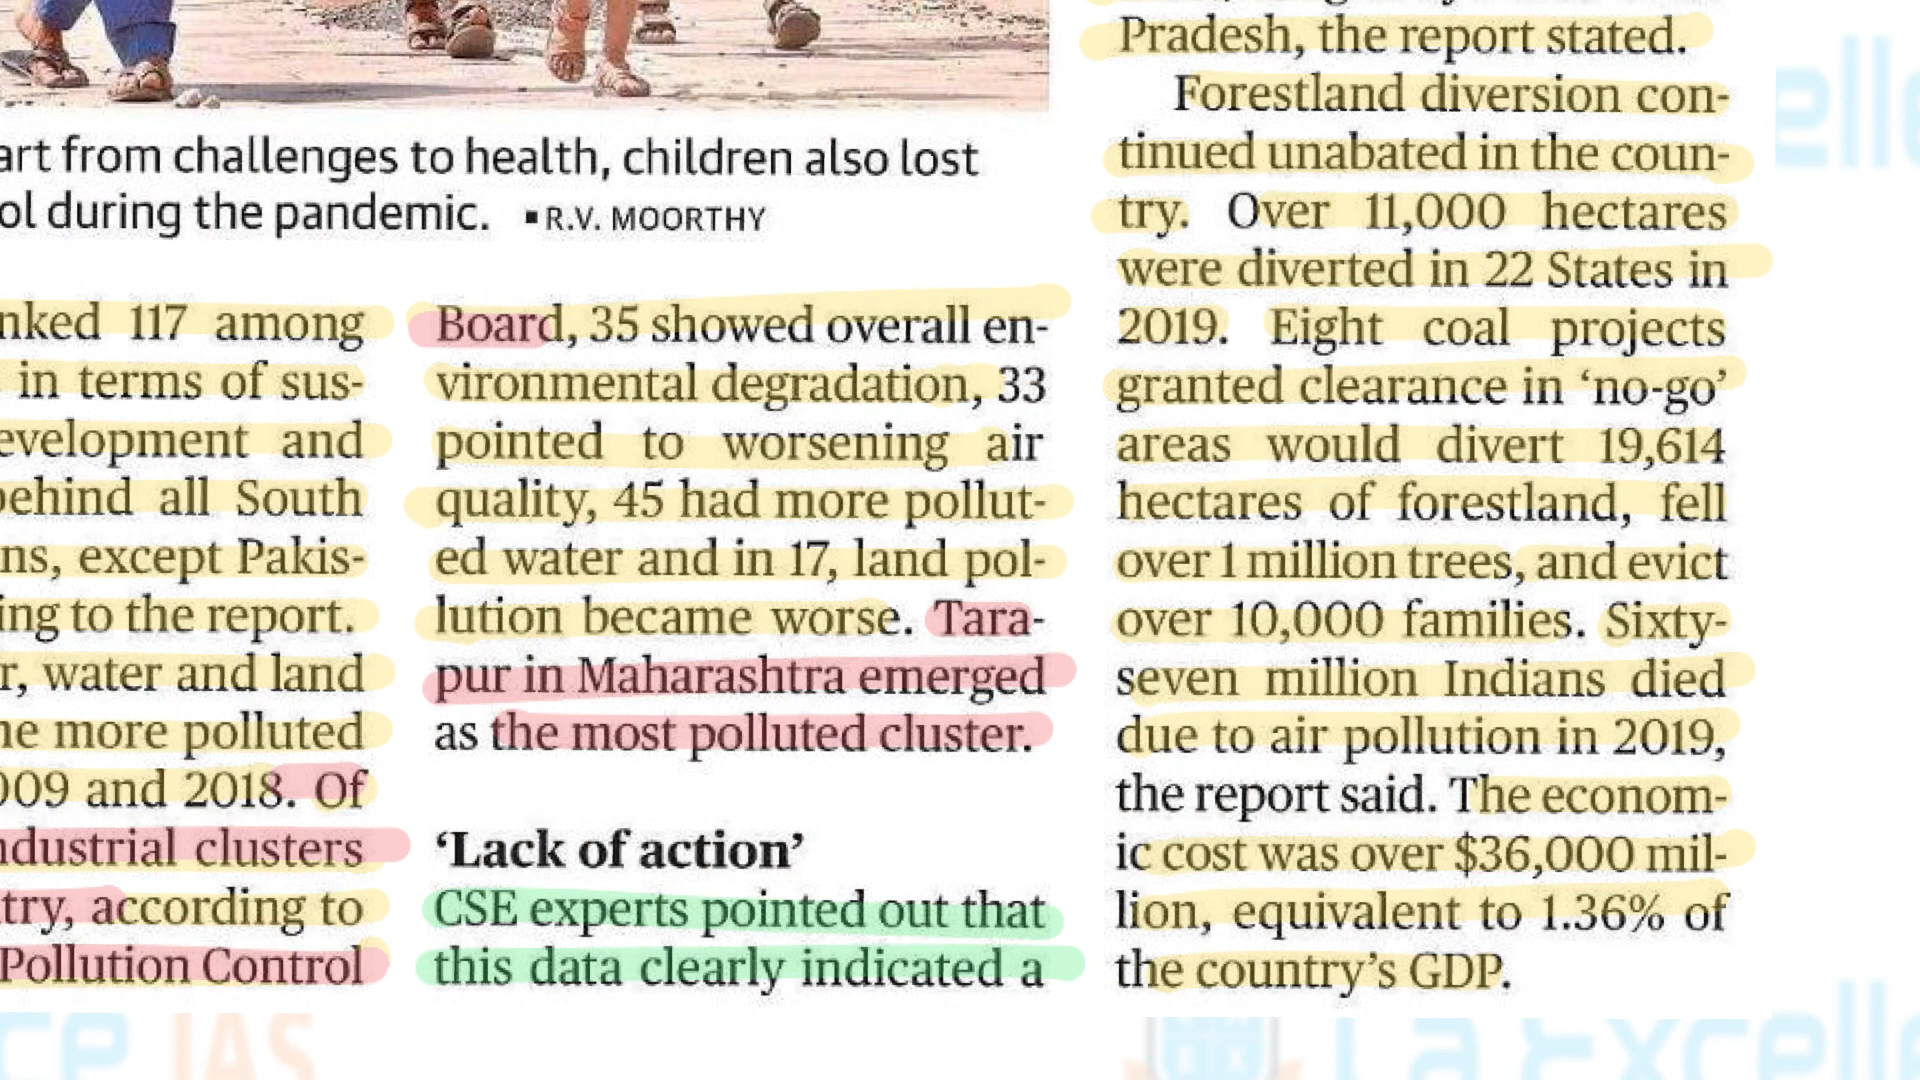 art from challenges to health, children also lost
ol during the pandemic. ▪ R.V. MOORTHY
nked 117 among
in terms of sus-
evelopment and
behind all South
ns, except Pakis-
ing to the report.
r, water and land
ne more polluted
009 and 2018. Of
ndustrial clusters
try, according to
Pollution Control
Board, 35 showed overall en-
vironmental degradation, 33
pointed to worsening air
quality, 45 had more pollut-
ed water and in 17, land pol-
lution became worse. Tara-
pur in Maharashtra emerged
as the most polluted cluster.
‘Lack of action’
CSE experts pointed out that
this data clearly indicated a
Pradesh, the report stated.
Forestland diversion con-
tinued unabated in the coun-
try. Over 11,000 hectares
were diverted in 22 States in
2019. Eight coal projects
granted clearance in ‘no-go’
areas would divert 19,614
hectares of forestland, fell
over 1 million trees, and evict
over 10,000 families. Sixty-
seven million Indians died
due to air pollution in 2019,
the report said. The econom-
ic cost was over $36,000 mil-
lion, equivalent to 1.36% of
the country’s GDP.
ce IAS
La Excelle